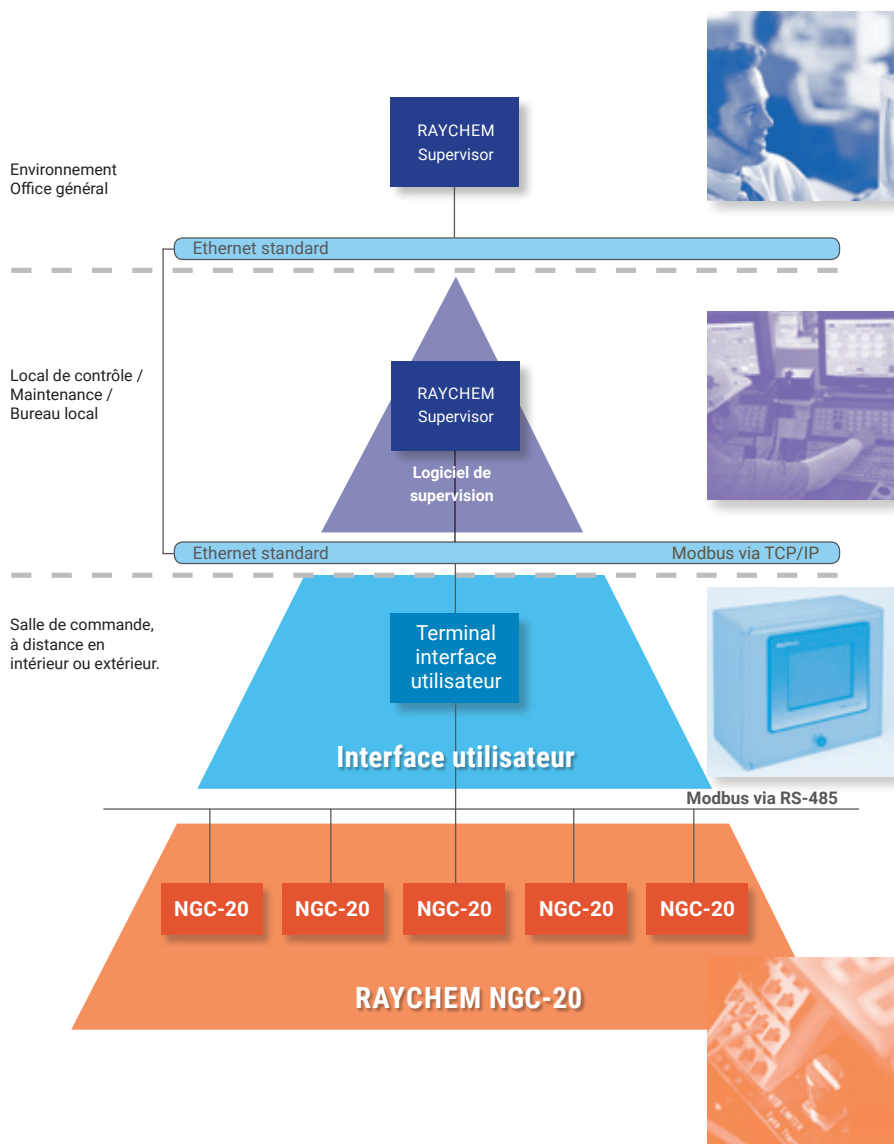 RAYCHEM
Supervisor
Environnement
Office général
Ethernet standard
Local de contrôle /
Maintenance /
Bureau local
RAYCHEM
Supervisor
Logiciel de
supervision
Ethernet standard
Modbus via TCP/IP
Salle de commande,
à distance en
intérieur ou extérieur.
Terminal
interface
utilisateur
Interface utilisateur
Modbus via RS-485
NGC-20
NGC-20
NGC-20
NGC-20
NGC-20
RAYCHEM NGC-20